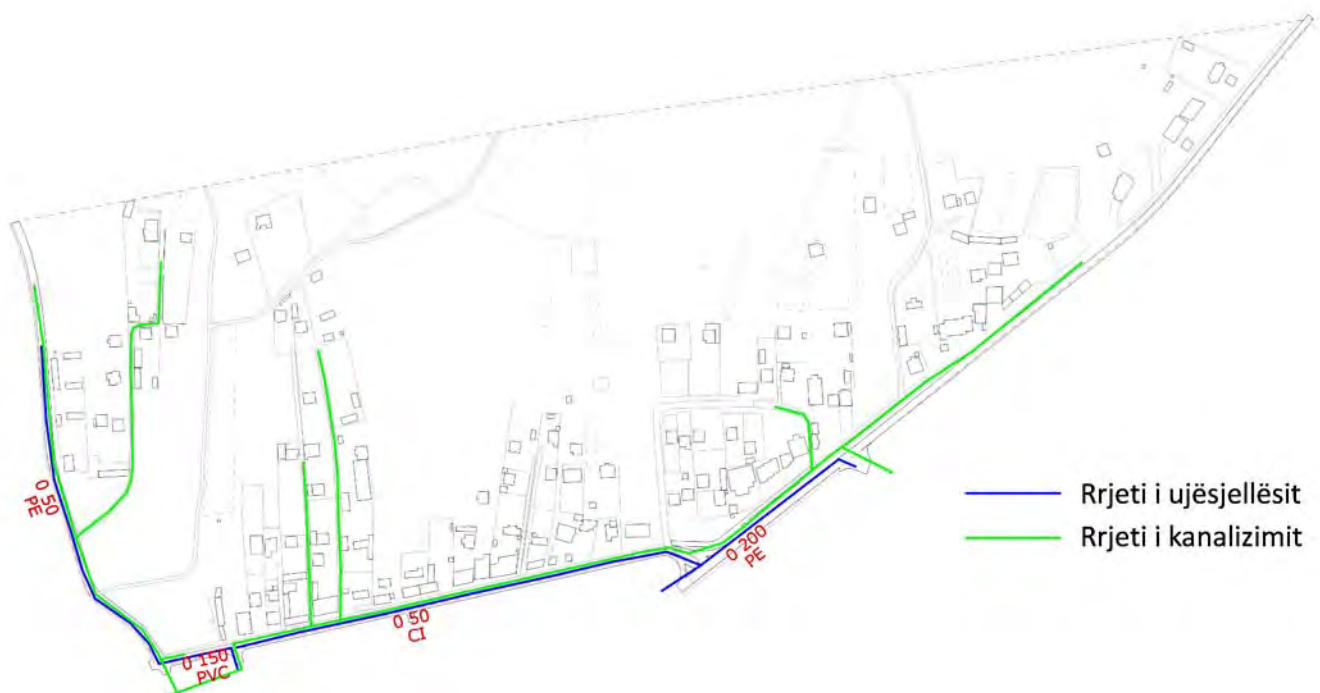 0 50
PE
0 150
PVC
0 50
CI
0 200
PE
Rrjeti i ujësjellësit
Rrjeti i kanalizimit